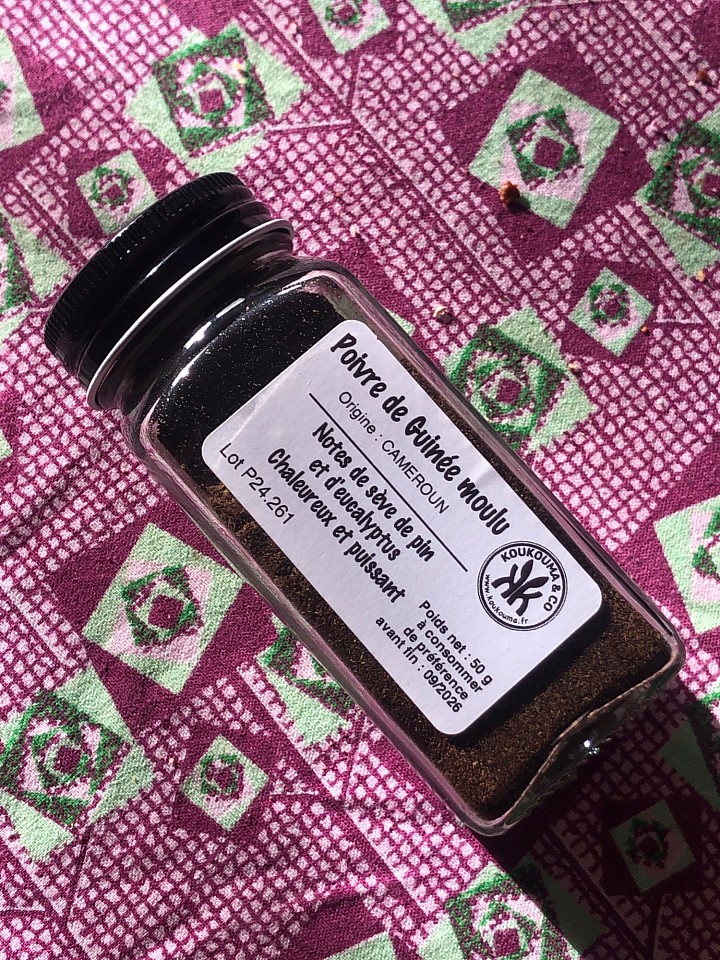 Poivre de Guinée moulu
Origine : CAMEROUN
Notes de sève de pin
et d'eucalyptus
Chaleureux et puissant
Lot P24.261
KOUKOUMA & CO
www.koukouma.fr
Poids net : 50 g
à consommer
de préférence
avant fin : 09/2026